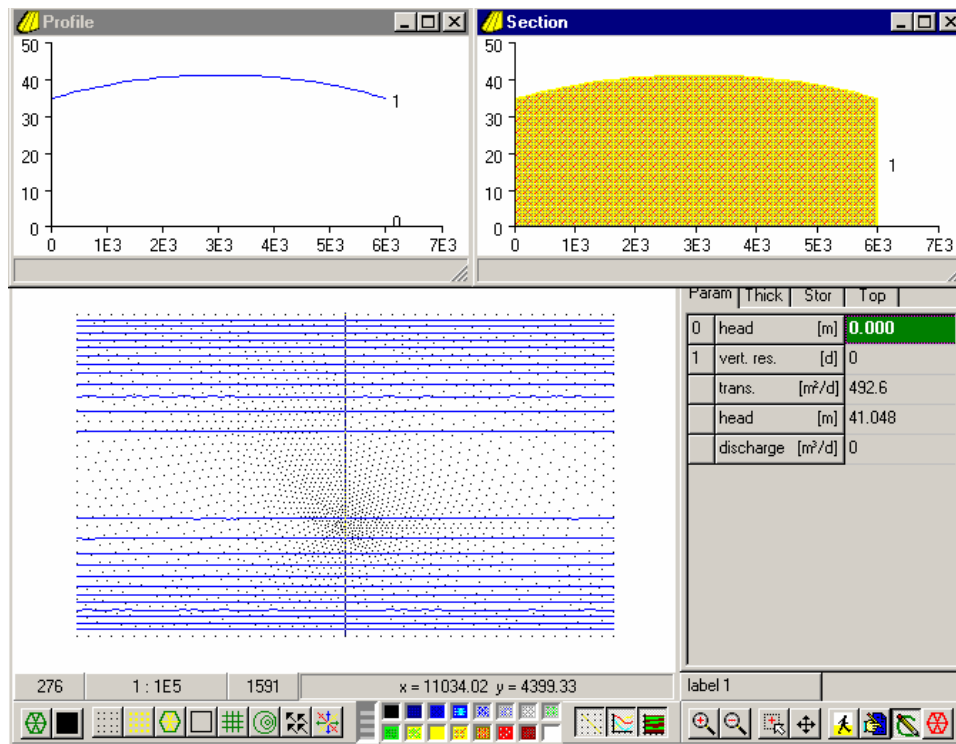 Profile
50
40
30
20
10
0
1
0
0 1E3 2E3 3E3 4E3 5E3 6E3 7E3
Section
50
40
30
20
10
0
1
0 1E3 2E3 3E3 4E3 5E3 6E3 7E3
Param Thick Stor Top
0 head [m] 0.000
1 vert. res. [d] 0
trans. [m²/d] 492.6
head [m] 41.048
discharge [m³/d] 0
276 1 : 1E5 1591 x = 11034.02 y = 4399.33 label 1